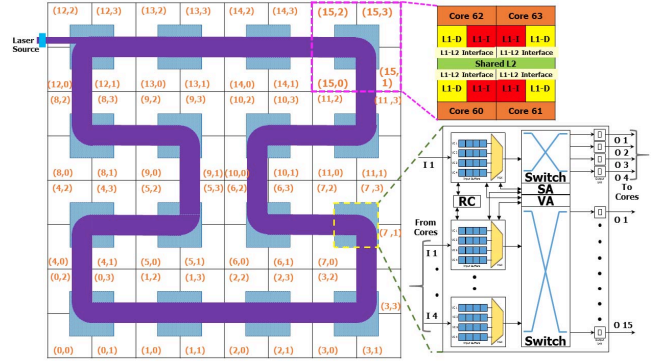 (12,2) (12,3) (13,2) (13,3) (14,2) (14,3) (15,2) (15,3)
Laser
Source
(12,0) (12,1) (13,0) (13,1) (14,0) (14,1) (15,0) (15,
1)
(8,2) (8,3) (9,2) (9,3) (10,2) (10,3) (11,2) (11,3)
(8,0) (8,1) (9,0) (9,1) (10,0) (10,1) (11,0) (11,1)
(4,2) (4,3) (5,2) (5,3) (6,2) (6,3) (7,2) (7,3)
(7,1)
(4,0) (4,1) (5,0) (5,1) (6,0) (6,1) (7,0)
(0,2) (0,3) (1,2) (1,3) (2,2) (2,3) (3,2)
(3,3)
(0,0) (0,1) (1,0) (1,1) (2,0) (2,1) (3,0) (3,1)
Core 62 Core 63
L1-D L1-I L1-I L1-D
L1-L2 Interface L1-L2 Interface
Shared L2
L1-L2 Interface L1-L2 Interface
L1-D L1-I L1-I L1-D
Core 60 Core 61
I 1
Switch
O 1
O 2
O 3
O 4
To
Cores
RC
SA
VA
From
Cores
I 1
I 4
Switch
O 1
O 15